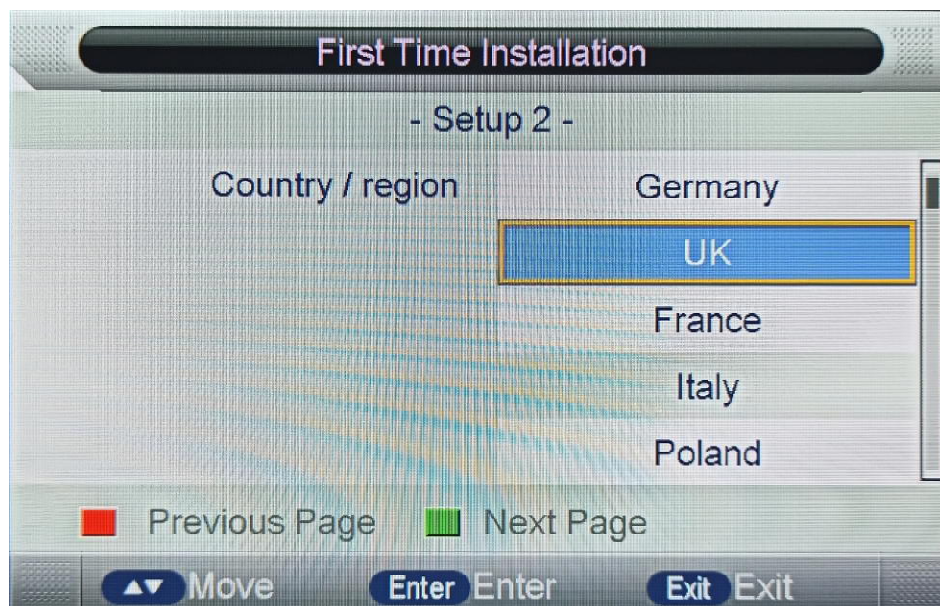 First Time Installation
- Setup 2 -
Country / region Germany
UK
France
Italy
Poland
Previous Page Next Page
Move Enter Enter Exit Exit